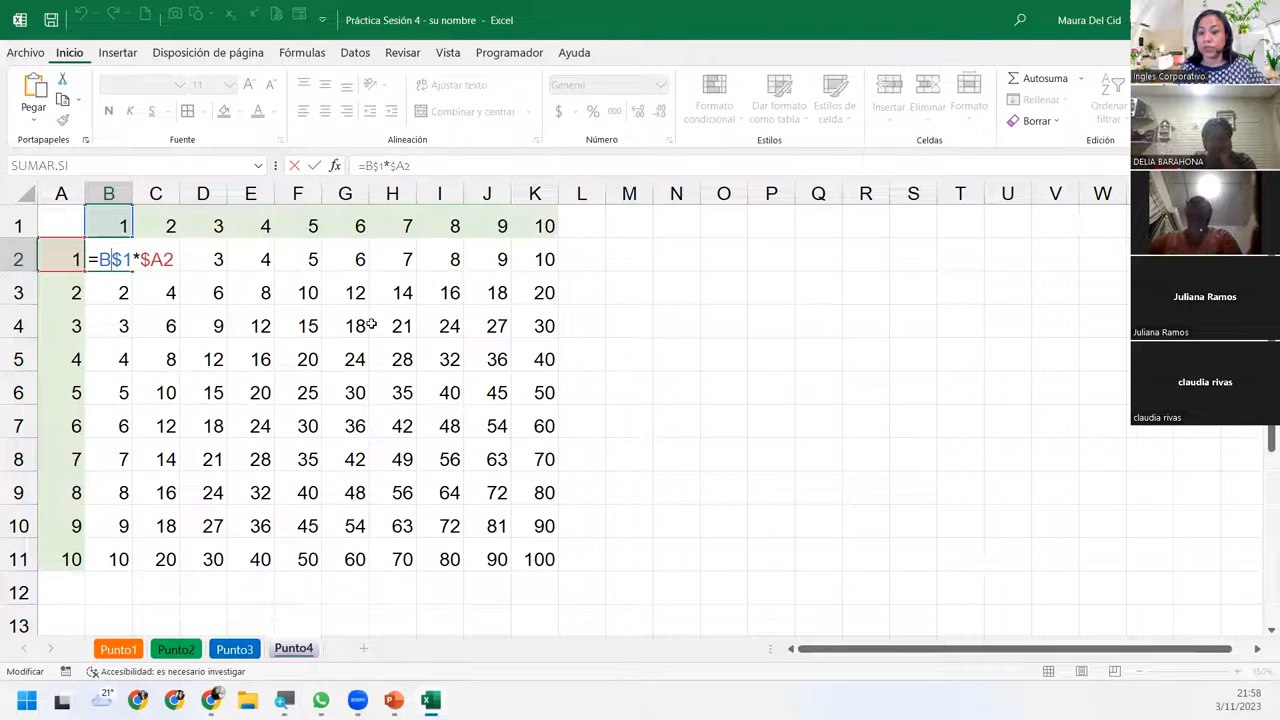 Práctica Sesión 4 - su nombre - Excel
Maura Del Cid
Archivo Inicio Insertar Disposición de página Fórmulas Datos Revisar Vista Programador Ayuda
Pegar
N K S
General
Combinar y centrar
$ % 000
Formato condicional
Dar formato como tabla
Estilos de celda
Insertar Eliminar Formato
Autosuma
Rellenar
Borrar
Ordenar
filtrar
Portapapeles Fuente Alineación Número Estilos Celdas Edición
SUMAR.SI fx =B$1*$A2
A B C D E F G H I J K L M N O P Q R S T U V W
1 1 2 3 4 5 6 7 8 9 10
2 1 =B$1*$A2 3 4 5 6 7 8 9 10
3 2 2 4 6 8 10 12 14 16 18 20
4 3 3 6 9 12 15 18 21 24 27 30
5 4 4 8 12 16 20 24 28 32 36 40
6 5 5 10 15 20 25 30 35 40 45 50
7 6 6 12 18 24 30 36 42 48 54 60
8 7 7 14 21 28 35 42 49 56 63 70
9 8 8 16 24 32 40 48 56 64 72 80
10 9 9 18 27 36 45 54 63 72 81 90
11 10 10 20 30 40 50 60 70 80 90 100
12
13
Punto1 Punto2 Punto3 Punto4
Modificar Accesibilidad: es necesario investigar
130%
21°
21:58
3/11/2023
Ingles Corporativo
DELIA BARAHONA
Juliana Ramos
Juliana Ramos
claudia rivas
claudia rivas